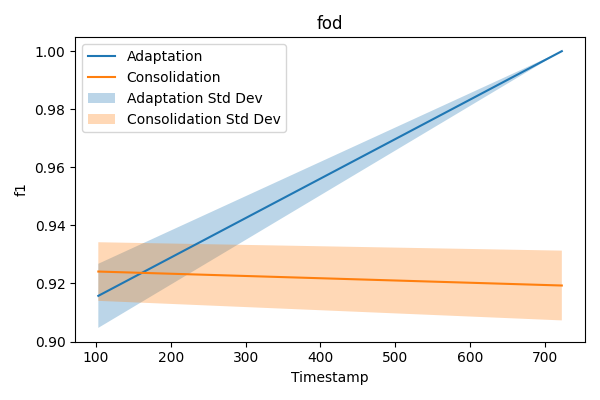 fod
1.00
0.98
0.96
0.94
0.92
0.90
f1
Adaptation
Consolidation
Adaptation Std Dev
Consolidation Std Dev
100 200 300 400 500 600 700
Timestamp